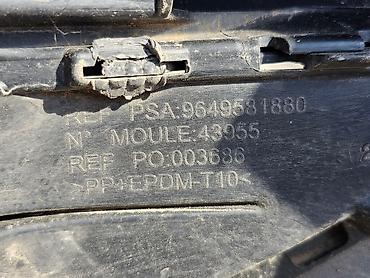 REF PSA:9649581880
N° MOULE:43955
REF PO.003686
>PP+EPDM-T10<